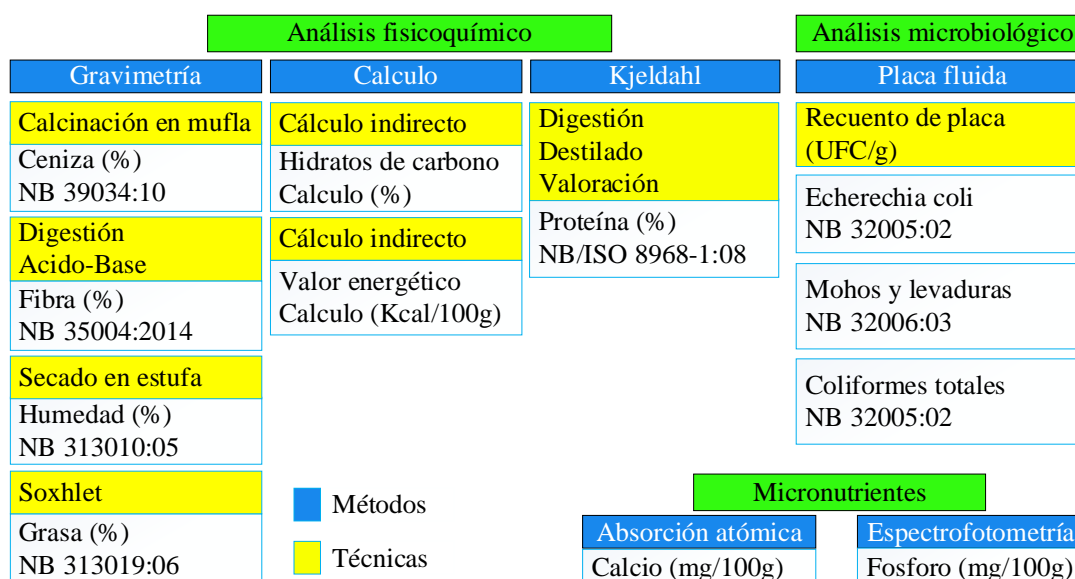 Análisis fisicoquímico
Gravimetría
Calcinación en mufla
Ceniza (%)
NB 39034:10
Digestión
Acido-Base
Fibra (%)
NB 35004:2014
Secado en estufa
Humedad (%)
NB 313010:05
Soxhlet
Grasa (%)
NB 313019:06
Calculo
Cálculo indirecto
Hidratos de carbono
Calculo (%)
Cálculo indirecto
Valor energético
Calculo (Kcal/100g)
Kjeldahl
Digestión
Destilado
Valoración
Proteína (%)
NB/ISO 8968-1:08
Análisis microbiológico
Placa fluida
Recuento de placa
(UFC/g)
Echerechia coli
NB 32005:02
Mohos y levaduras
NB 32006:03
Coliformes totales
NB 32005:02
Métodos
Técnicas
Micronutrientes
Absorción atómica
Calcio (mg/100g)
Espectrofotometría
Fosforo (mg/100g)